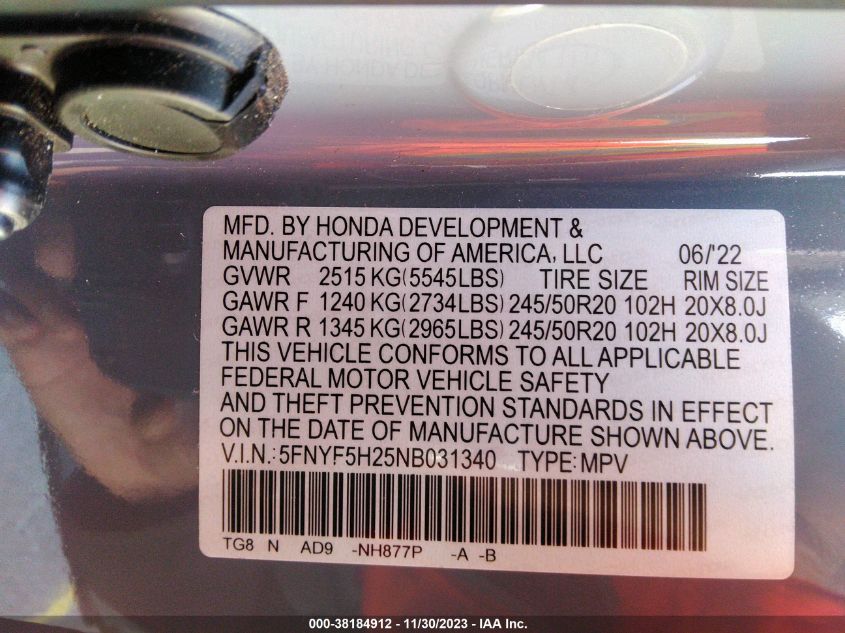 MFD. BY HONDA DEVELOPMENT &
MANUFACTURING OF AMERICA, LLC 06/'22
GVWR 2515 KG(5545LBS) TIRE SIZE RIM SIZE
GAWR F 1240 KG(2734LBS) 245/50R20 102H 20X8.0J
GAWR R 1345 KG(2965LBS) 245/50R20 102H 20X8.0J
THIS VEHICLE CONFORMS TO ALL APPLICABLE
FEDERAL MOTOR VEHICLE SAFETY
AND THEFT PREVENTION STANDARDS IN EFFECT
ON THE DATE OF MANUFACTURE SHOWN ABOVE.
V.I.N.: 5FNYF5H25NB031340 TYPE: MPV
TG8 N AD9 -NH877P -A -B
000-38184912 - 11/30/2023 - IAA Inc.